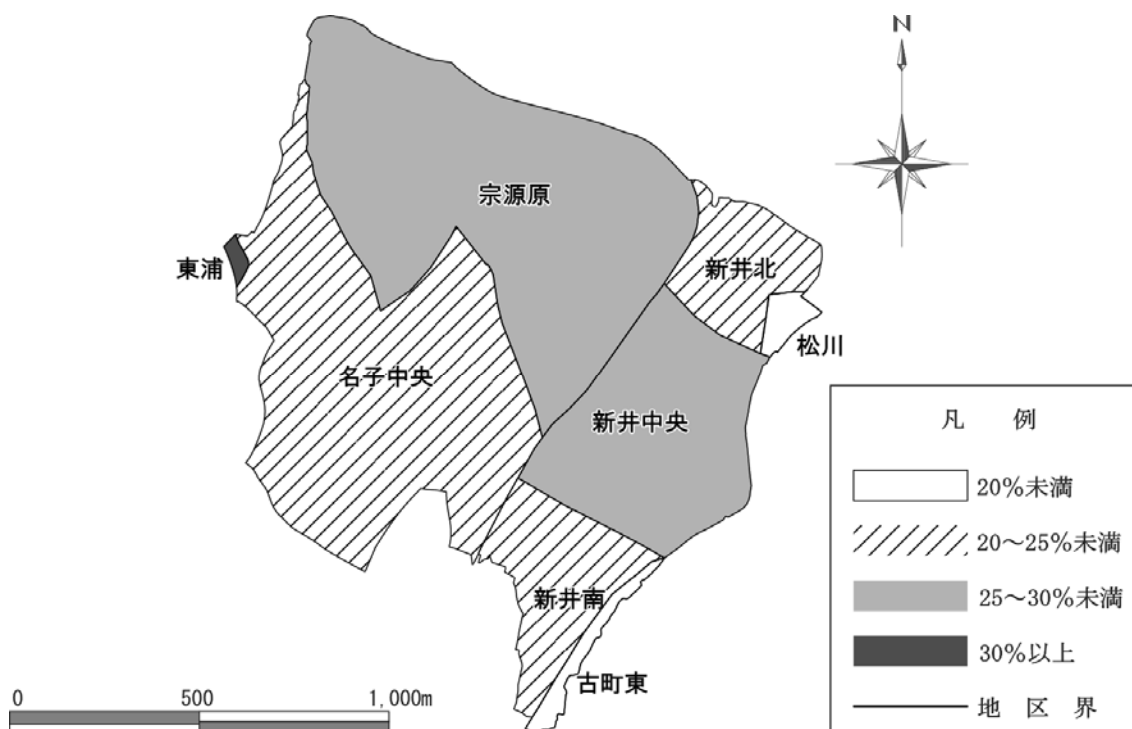 N
宗源原
東浦
新井北
松川
名子中央
新井中央
新井南
古町東
0 500 1,000m
凡 例
20%未満
20～25%未満
25～30%未満
30%以上
地 区 界